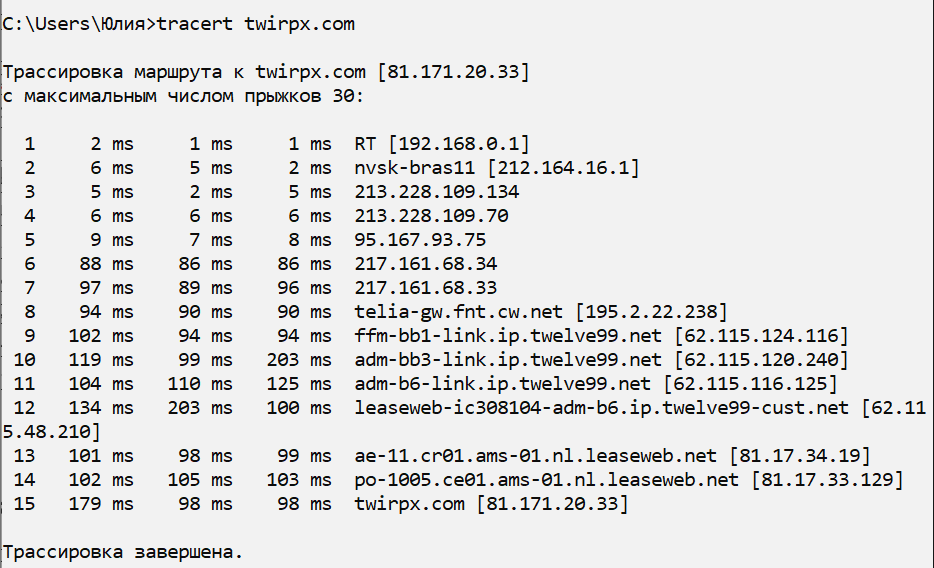 C:\Users\Юлия>tracert twirpx.com
Трассировка маршрута к twirpx.com [81.171.20.33]
с максимальным числом прыжков 30:
1 2 ms 1 ms 1 ms RT [192.168.0.1]
2 6 ms 5 ms 2 ms nvsk-bras11 [212.164.16.1]
3 5 ms 2 ms 5 ms 213.228.109.134
4 6 ms 6 ms 6 ms 213.228.109.70
5 9 ms 7 ms 8 ms 95.167.93.75
6 88 ms 86 ms 86 ms 217.161.68.34
7 97 ms 89 ms 96 ms 217.161.68.33
8 94 ms 90 ms 90 ms telia-gw.fnt.cw.net [195.2.22.238]
9 102 ms 94 ms 94 ms ffm-bb1-link.ip.twelve99.net [62.115.124.116]
10 119 ms 99 ms 203 ms adm-bb3-link.ip.twelve99.net [62.115.120.240]
11 104 ms 110 ms 125 ms adm-b6-link.ip.twelve99.net [62.115.116.125]
12 134 ms 203 ms 100 ms leaseweb-ic308104-adm-b6.ip.twelve99-cust.net [62.11
5.48.210]
13 101 ms 98 ms 99 ms ae-11.cr01.ams-01.nl.leaseweb.net [81.17.34.19]
14 102 ms 105 ms 103 ms po-1005.ce01.ams-01.nl.leaseweb.net [81.17.33.129]
15 179 ms 98 ms 98 ms twirpx.com [81.171.20.33]
Трассировка завершена.